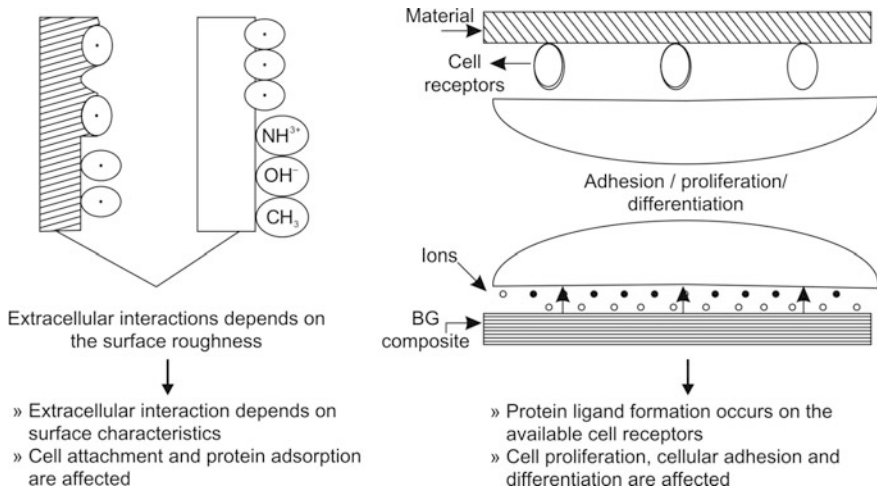 NH³⁺
OH⁻
CH₃
Extracellular interactions depends on
the surface roughness
» Extracellular interaction depends on
surface characteristics
» Cell attachment and protein adsorption
are affected
Material
Cell
receptors
Adhesion / proliferation/
differentiation
Ions
BG
composite
» Protein ligand formation occurs on the
available cell receptors
» Cell proliferation, cellular adhesion and
differentiation are affected